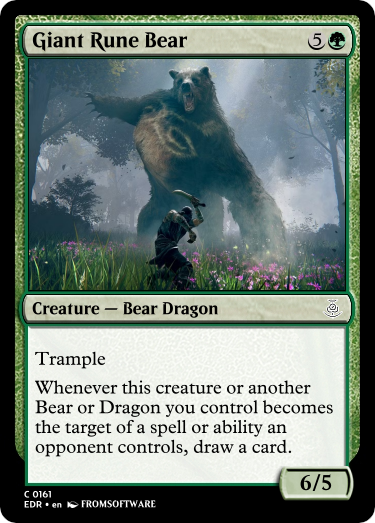 Giant Rune Bear 5
Creature — Bear Dragon
Trample
Whenever this creature or another
Bear or Dragon you control becomes
the target of a spell or ability an
opponent controls, draw a card.
6/5
C 0161
EDR • en FROMSOFTWARE